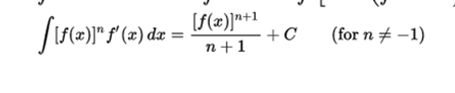 ∫[f(x)]ⁿ f′(x) dx = [f(x)]ⁿ⁺¹ / n + 1 + C (for n ≠ −1)